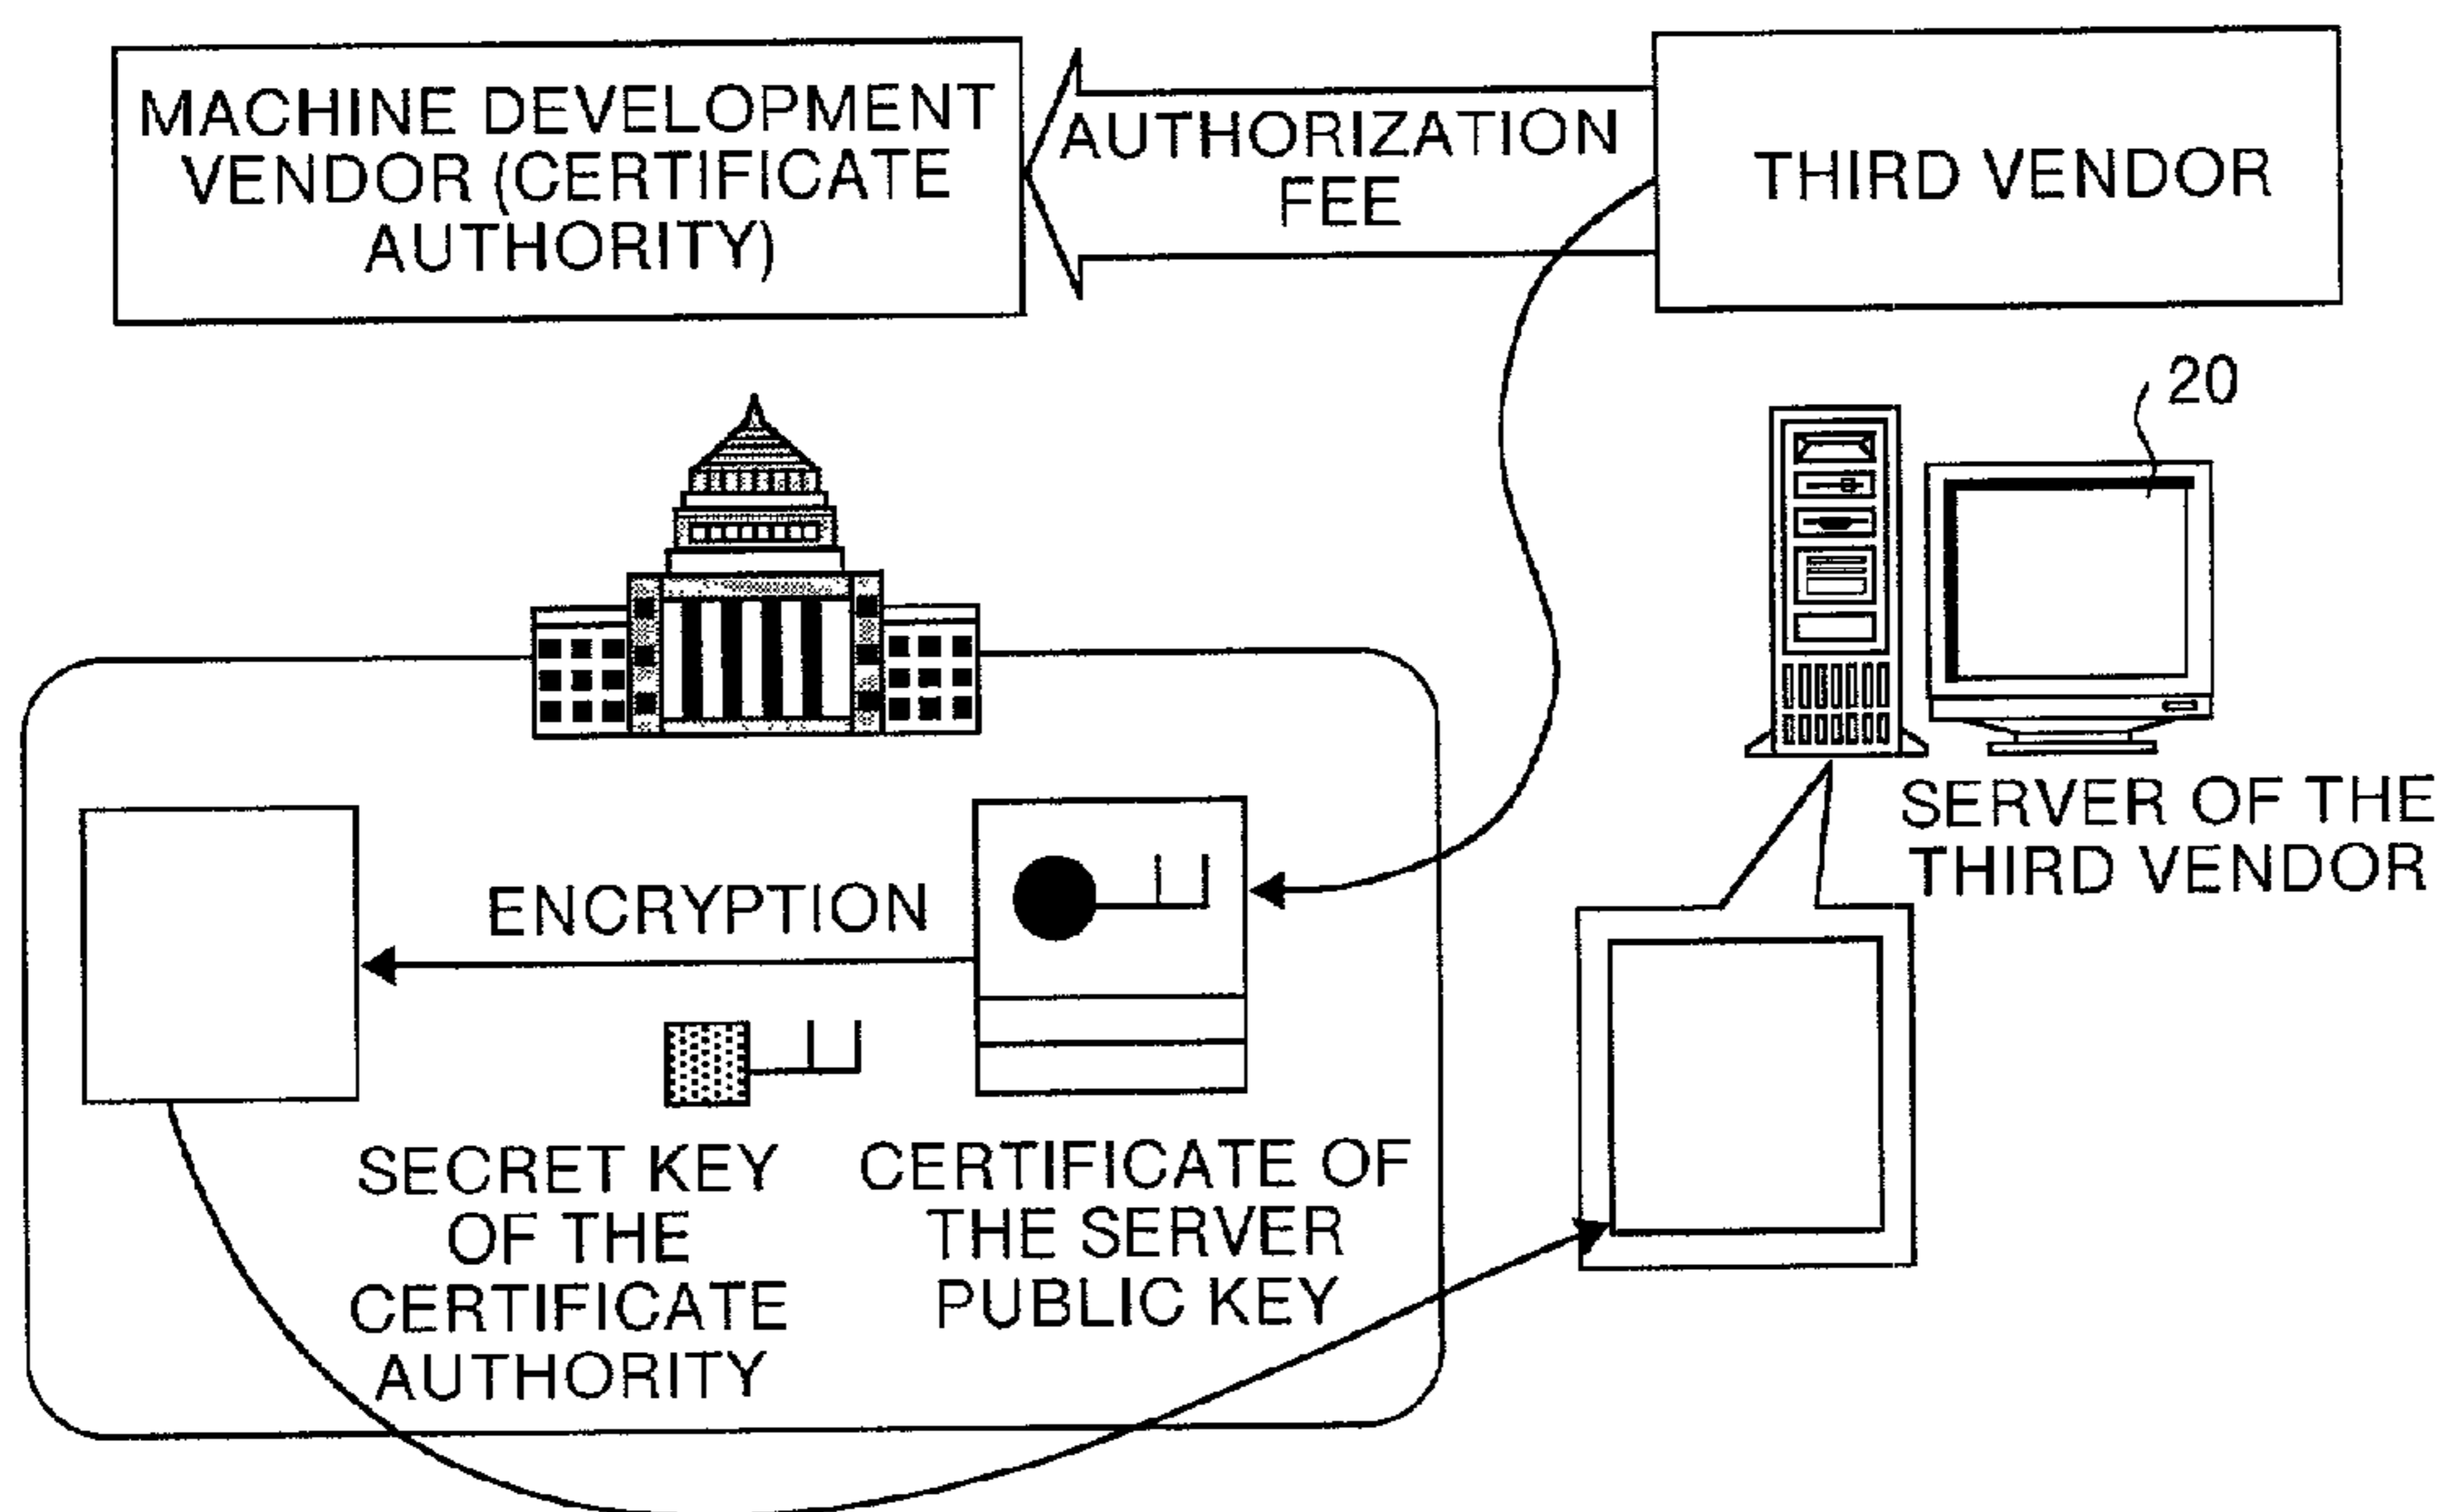 MACHINE DEVELOPMENT
VENDOR (CERTIFICATE
AUTHORITY)
AUTHORIZATION
FEE
THIRD VENDOR
20
SERVER OF THE
THIRD VENDOR
ENCRYPTION
SECRET KEY
OF THE
CERTIFICATE
AUTHORITY
CERTIFICATE OF
THE SERVER
PUBLIC KEY